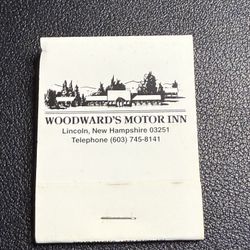 WOODWARD'S MOTOR INN
Lincoln, New Hampshire 03251
Telephone (603) 745-8141